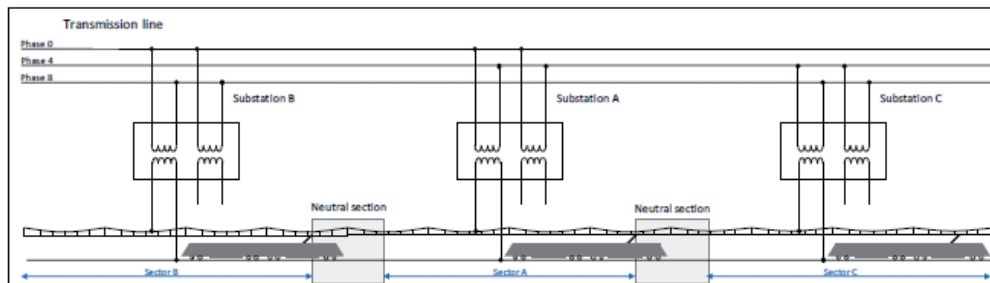 Transmission line
Phase 0
Phase 4
Phase 8
Substation B
Substation A
Substation C
Neutral section
Neutral section
Sector B
Sector A
Sector C